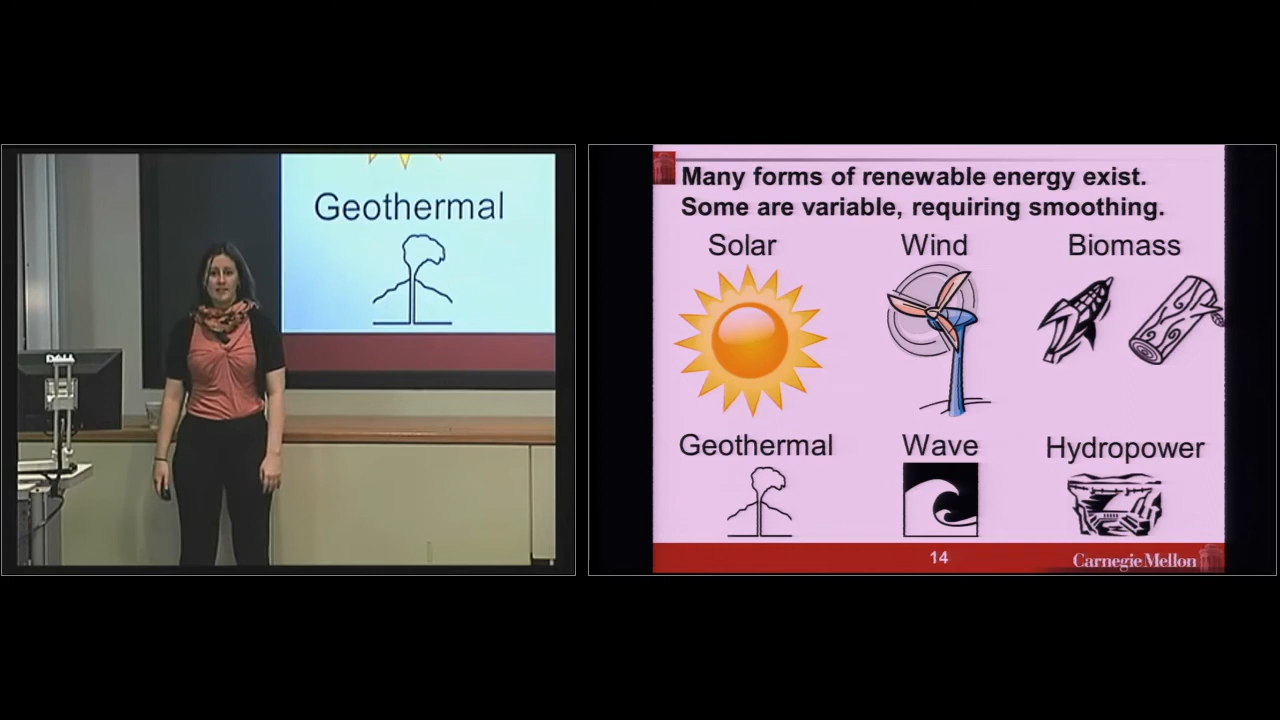 DELL
Geothermal
Many forms of renewable energy exist.
Some are variable, requiring smoothing.
Solar
Wind
Biomass
Geothermal
Wave
Hydropower
14
Carnegie Mellon